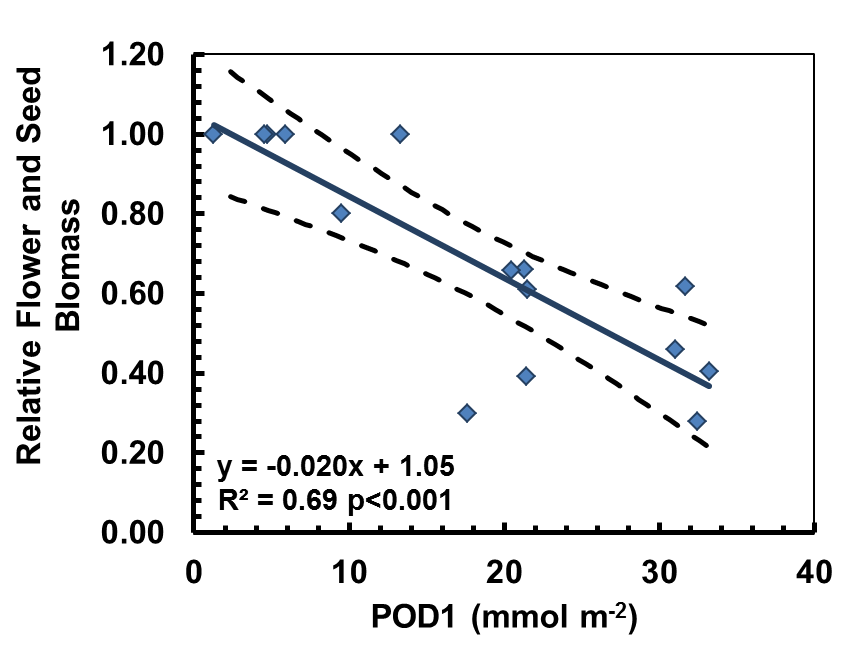 1.20
1.00
0.80
0.60
0.40
0.20
0.00
Relative Flower and Seed
Blomass
y = -0.020x + 1.05
R² = 0.69 p<0.001
0 10 20 30 40
POD1 (mmol m-2)